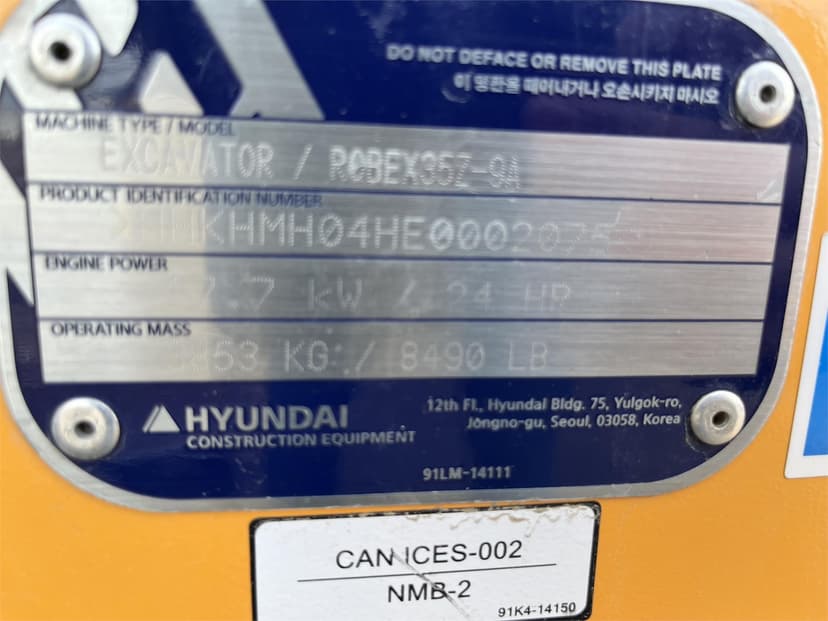 DO NOT DEFACE OR REMOVE THIS PLATE
이 명판을 떼어내거나 오손시키지 마시오
MACHINE TYPE / MODEL
EXCAVATOR / ROBEX35Z-9A
PRODUCT IDENTIFICATION NUMBER
ENGINE POWER
kW / 24 HP
OPERATING MASS
KG / 8490 LB
HYUNDAI
CONSTRUCTION EQUIPMENT
12th Fl., Hyundai Bldg. 75, Yulgok-ro,
Jongno-gu, Seoul, 03058, Korea
91LM-14111
CAN ICES-002
NMB-2
91K4-14150